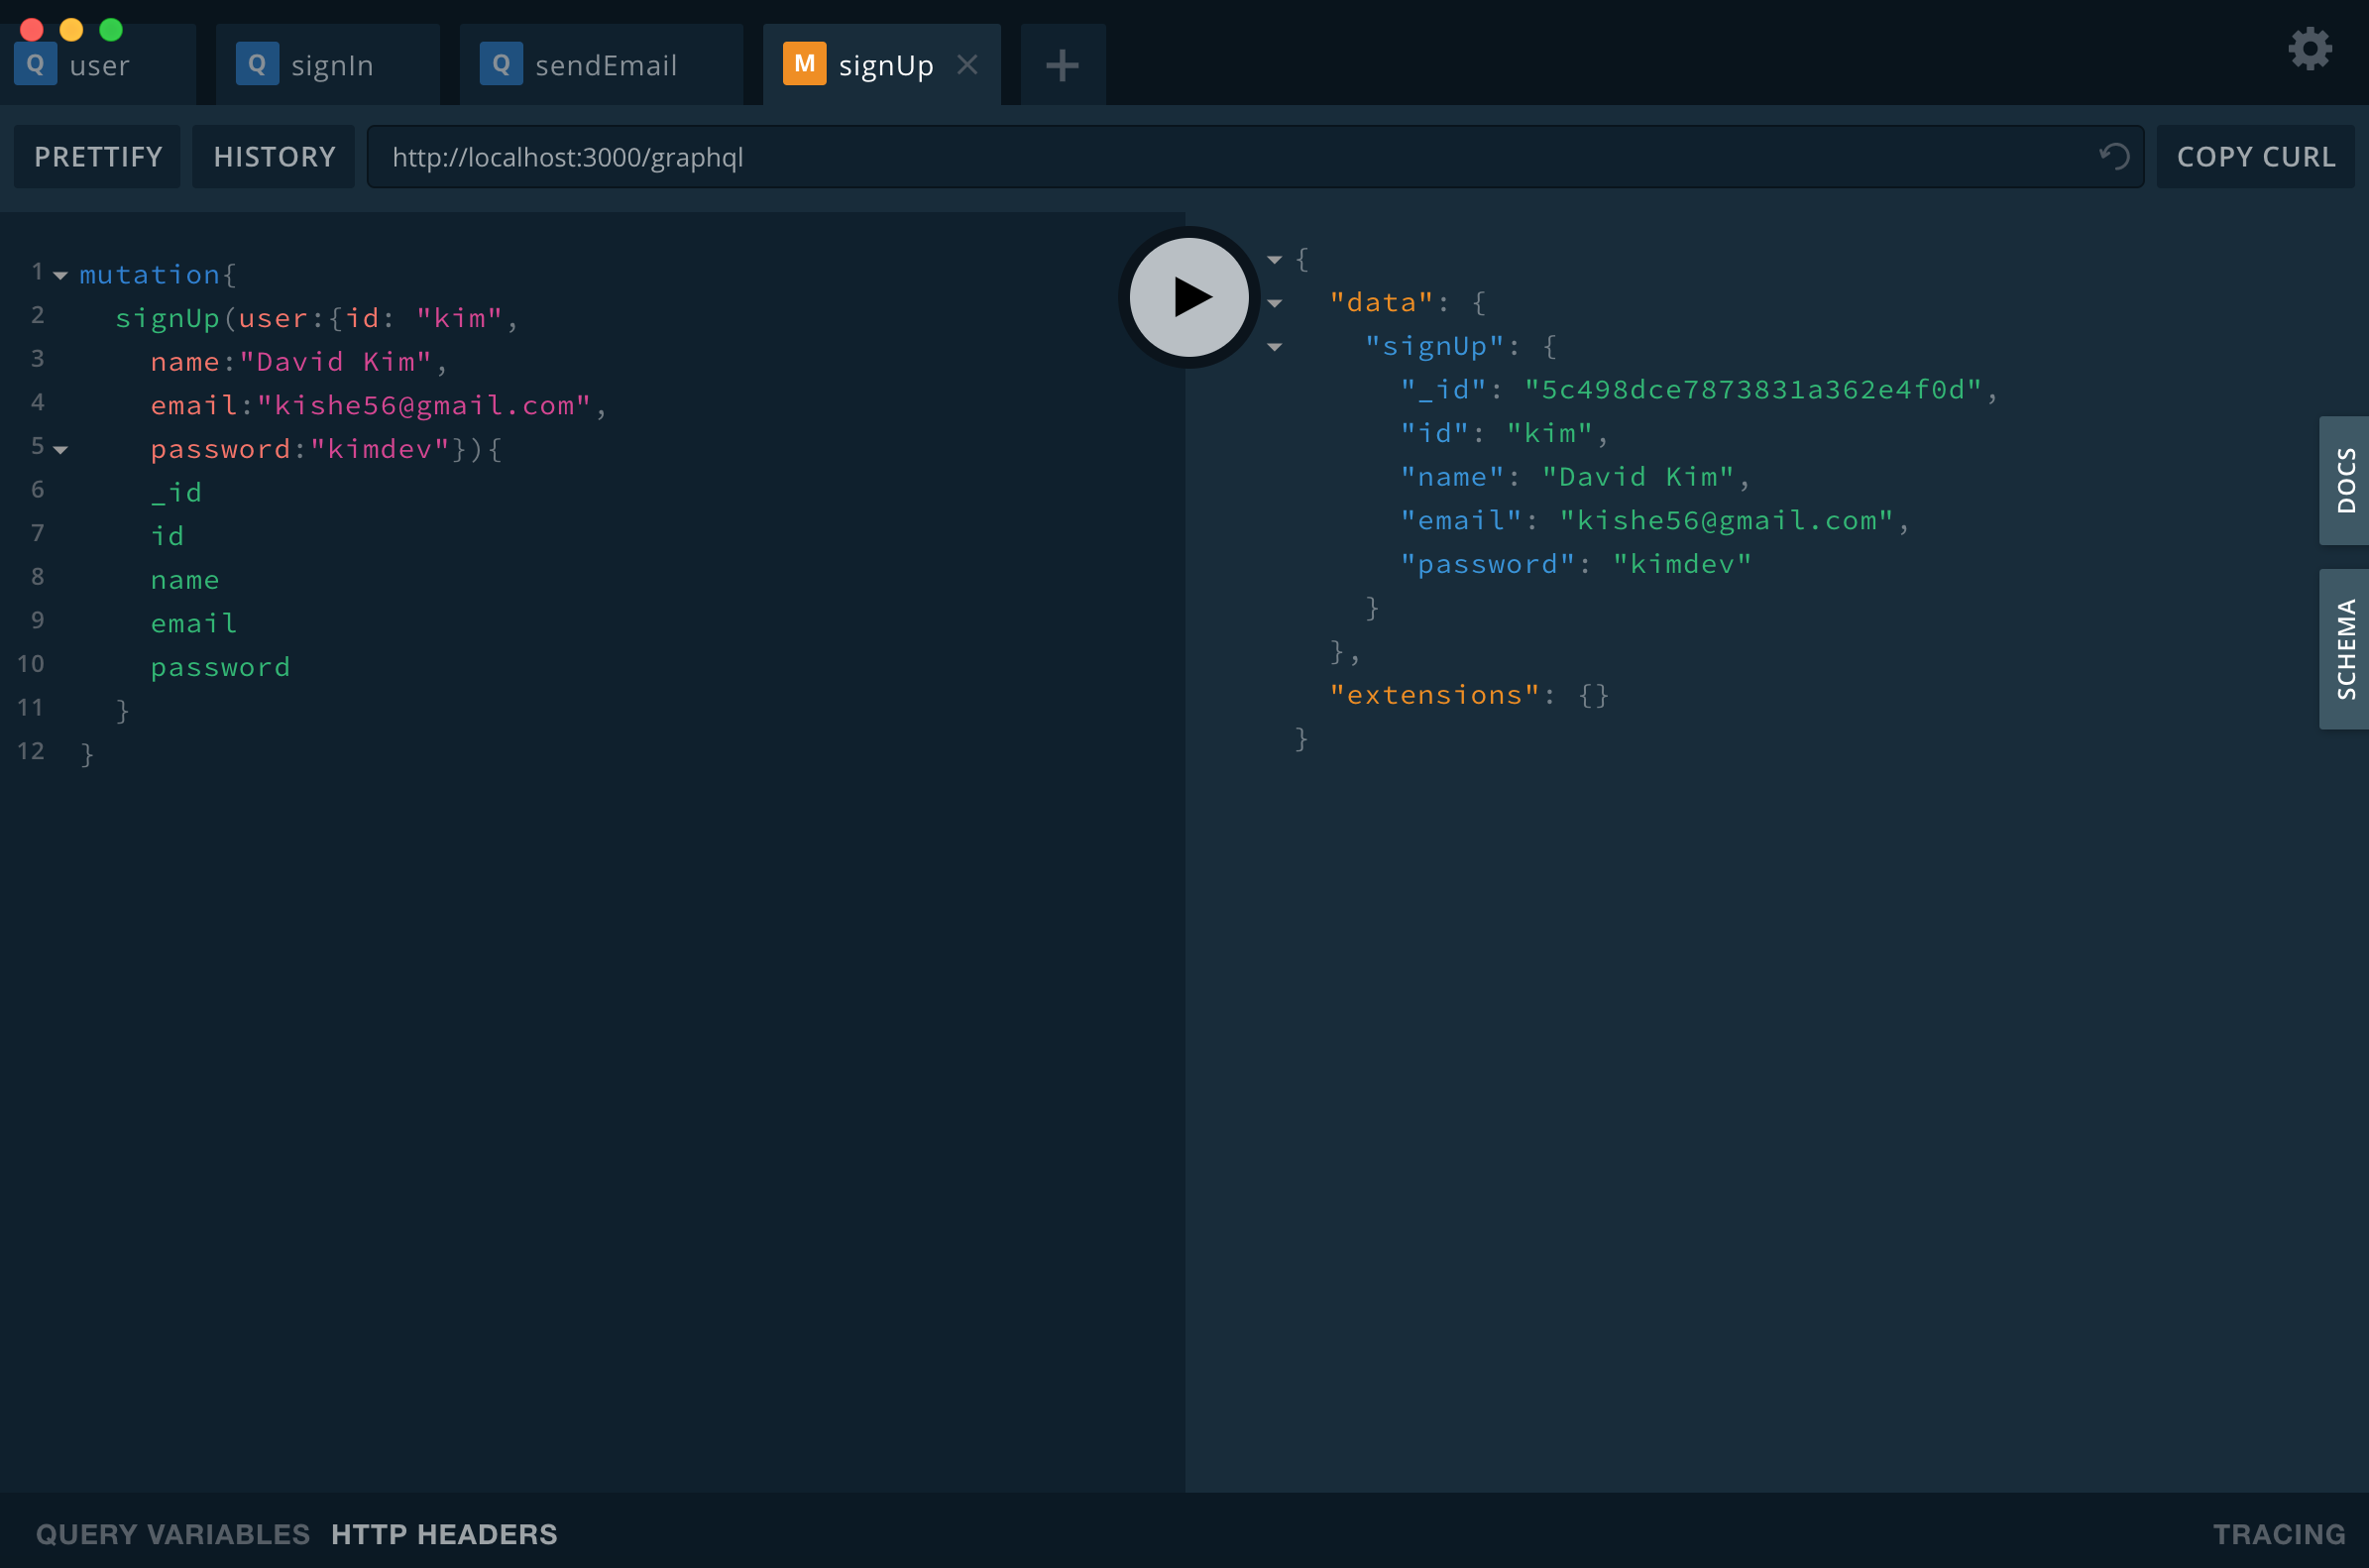 Q user
Q signIn
Q sendEmail
M signUp
PRETTIFY
HISTORY
http://localhost:3000/graphql
COPY CURL
1 mutation{
2 signUp(user:{id: "kim",
3 name:"David Kim",
4 email:"kishe56@gmail.com",
5 password:"kimdev"}){
6 _id
7 id
8 name
9 email
10 password
11 }
12 }
{
"data": {
"signUp": {
"_id": "5c498dce7873831a362e4f0d",
"id": "kim",
"name": "David Kim",
"email": "kishe56@gmail.com",
"password": "kimdev"
}
},
"extensions": {}
}
DOCS
SCHEMA
QUERY VARIABLES
HTTP HEADERS
TRACING